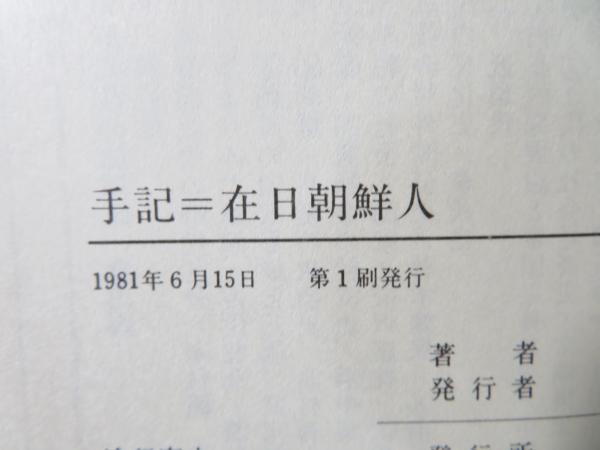 手記＝在日朝鮮人
1981年6月15日　第1刷発行
著　者
発行者